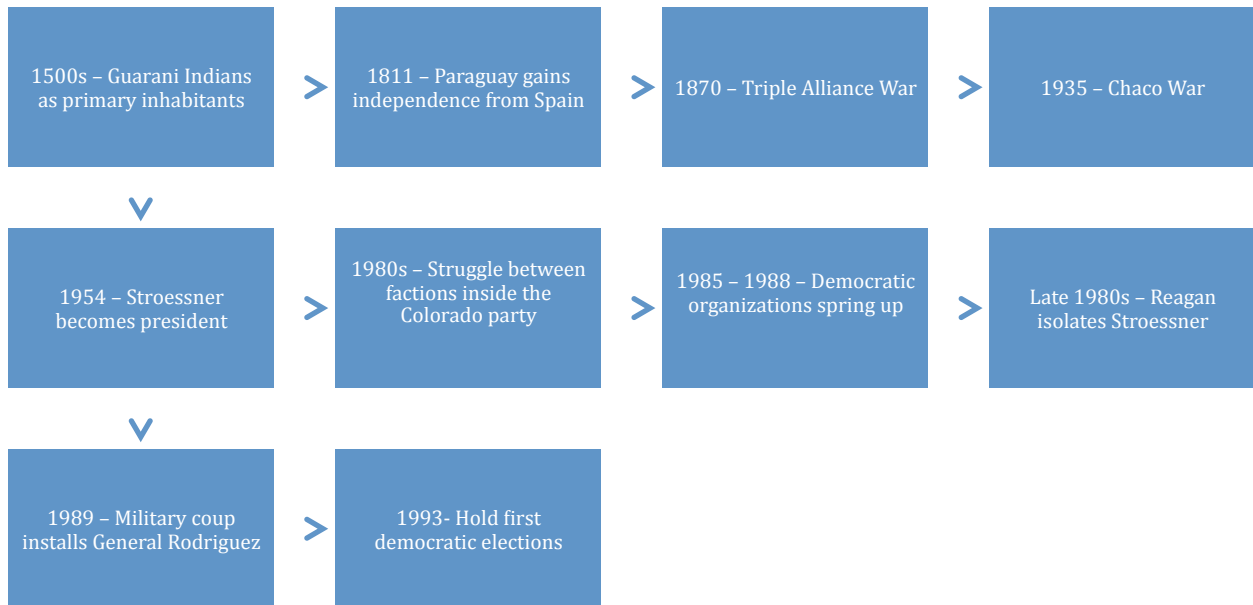 1500s – Guarani Indians
as primary inhabitants
1811 – Paraguay gains
independence from Spain
1870 – Triple Alliance War
1935 – Chaco War
1954 – Stroessner
becomes president
1980s – Struggle between
factions inside the
Colorado party
1985 – 1988 – Democratic
organizations spring up
Late 1980s – Reagan
isolates Stroessner
1989 – Military coup
installs General Rodriguez
1993- Hold first
democratic elections